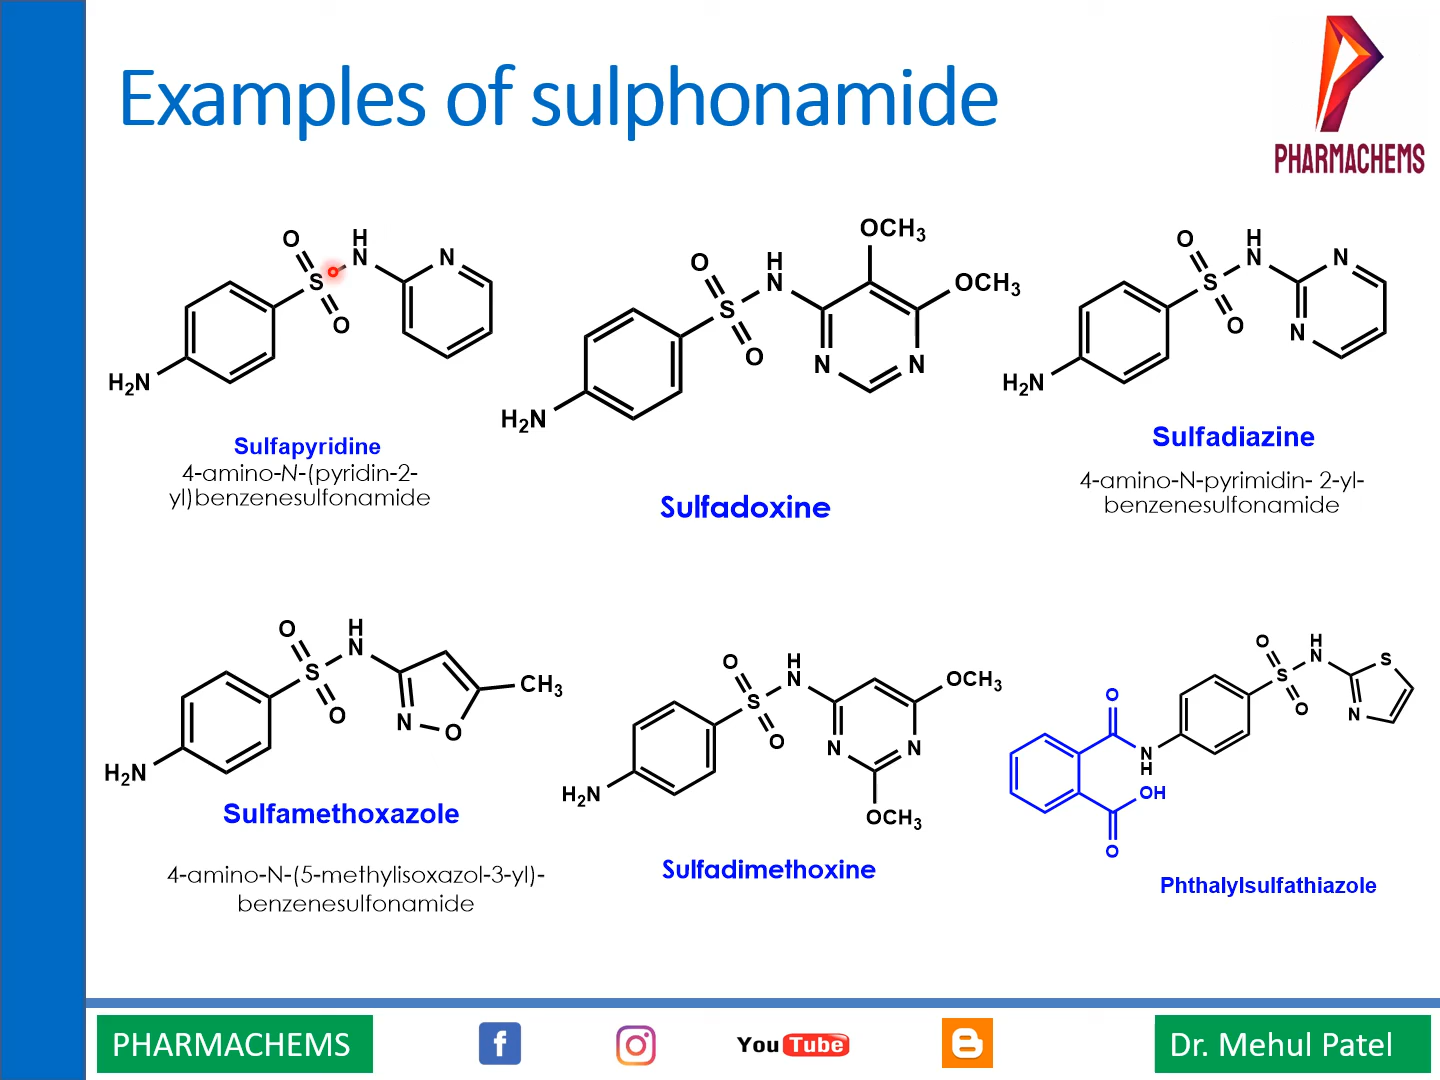 Examples of sulphonamide
PHARMACHEMS
O
H
N
S
O
N
H₂N
Sulfapyridine
4-amino-N-(pyridin-2-
yl)benzenesulfonamide
OCH₃
OCH₃
O
H
N
S
O
N
N
H₂N
Sulfadoxine
O
H
N
S
O
N
N
H₂N
Sulfadiazine
4-amino-N-pyrimidin- 2-yl-
benzenesulfonamide
O
H
N
S
O
N
O
CH₃
H₂N
Sulfamethoxazole
4-amino-N-(5-methylisoxazol-3-yl)-
benzenesulfonamide
O
H
N
S
O
OCH₃
N
N
H₂N
OCH₃
Sulfadimethoxine
O
H
N
S
S
O
N
O
N
H
OH
O
Phthalylsulfathiazole
PHARMACHEMS
f
You Tube
B
Dr. Mehul Patel